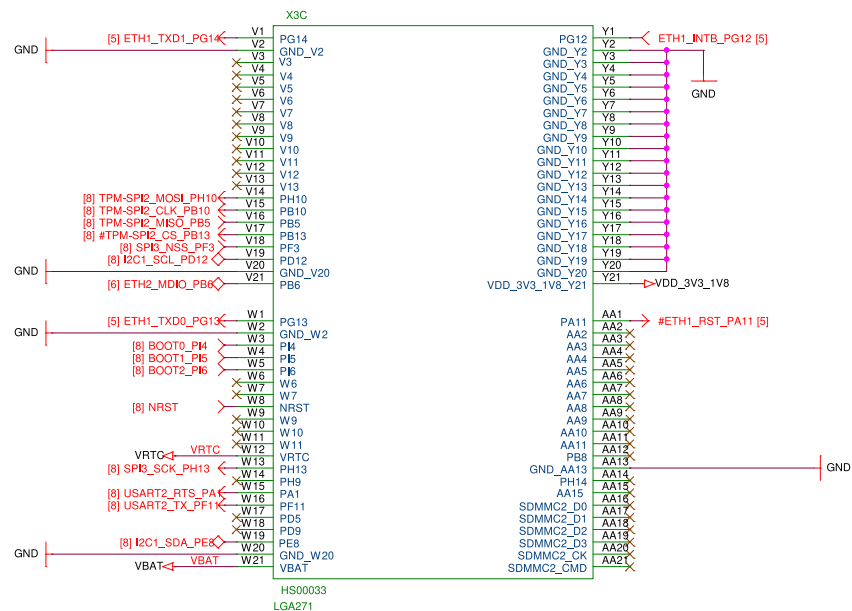 X3C
[5] ETH1_TXD1_PG14 V1 PG14 PG12 Y1 ETH1_INTB_PG12 [5]
GND V2 GND_V2 GND_Y2 Y2
V3 V3 GND_Y3 Y3
V4 V4 GND_Y4 Y4
V5 V5 GND_Y5 Y5
V6 V6 GND_Y6 Y6 GND
V7 V7 GND_Y7 Y7
V8 V8 GND_Y8 Y8
V9 V9 GND_Y9 Y9
V10 V10 GND_Y10 Y10
V11 V11 GND_Y11 Y11
V12 V12 GND_Y12 Y12
V13 V13 GND_Y13 Y13
[8] TPM-SPI2_MOSI_PH10 V14 PH10 GND_Y14 Y14
[8] TPM-SPI2_CLK_PB10 V15 PB10 GND_Y15 Y15
[8] TPM-SPI2_MISO_PB5 V16 PB5 GND_Y16 Y16
[8] #TPM-SPI2_CS_PB13 V17 PB13 GND_Y17 Y17
[8] SPI3_NSS_PF3 V18 PF3 GND_Y18 Y18
[8] I2C1_SCL_PD12 V19 PD12 GND_Y19 Y19
GND V20 GND_V20 GND_Y20 Y20
[6] ETH2_MDIO_PB6 V21 PB6 VDD_3V3_1V8_Y21 Y21 VDD_3V3_1V8
[5] ETH1_TXD0_PG13 W1 PG13 PA11 AA1 #ETH1_RST_PA11 [5]
GND W2 GND_W2 AA2 AA2
[8] BOOT0_PI4 W3 PI4 AA3 AA3
[8] BOOT1_PI5 W4 PI5 AA4 AA4
[8] BOOT2_PI6 W5 PI6 AA5 AA5
W6 W6 AA6 AA6
W7 W7 AA7 AA7
[8] NRST W8 NRST AA8 AA8
W9 W9 AA9 AA9
W10 W10 AA10 AA10
W11 W11 AA11 AA11
VRTC VRTC W12 VRTC PB8 AA12
[8] SPI3_SCK_PH13 W13 PH13 GND_AA13 AA13 GND
W14 PH9 PH14 AA14
[8] USART2_RTS_PA1 W15 PA1 AA15 AA15
[8] USART2_TX_PF11 W16 PF11 SDMMC2_D0 AA16
W17 PD5 SDMMC2_D1 AA17
W18 PD9 SDMMC2_D2 AA18
[8] I2C1_SDA_PE8 W19 PE8 SDMMC2_D3 AA19
GND W20 GND_W20 SDMMC2_CK AA20
VBAT VBAT W21 VBAT SDMMC2_CMD AA21
HS00033
LGA271